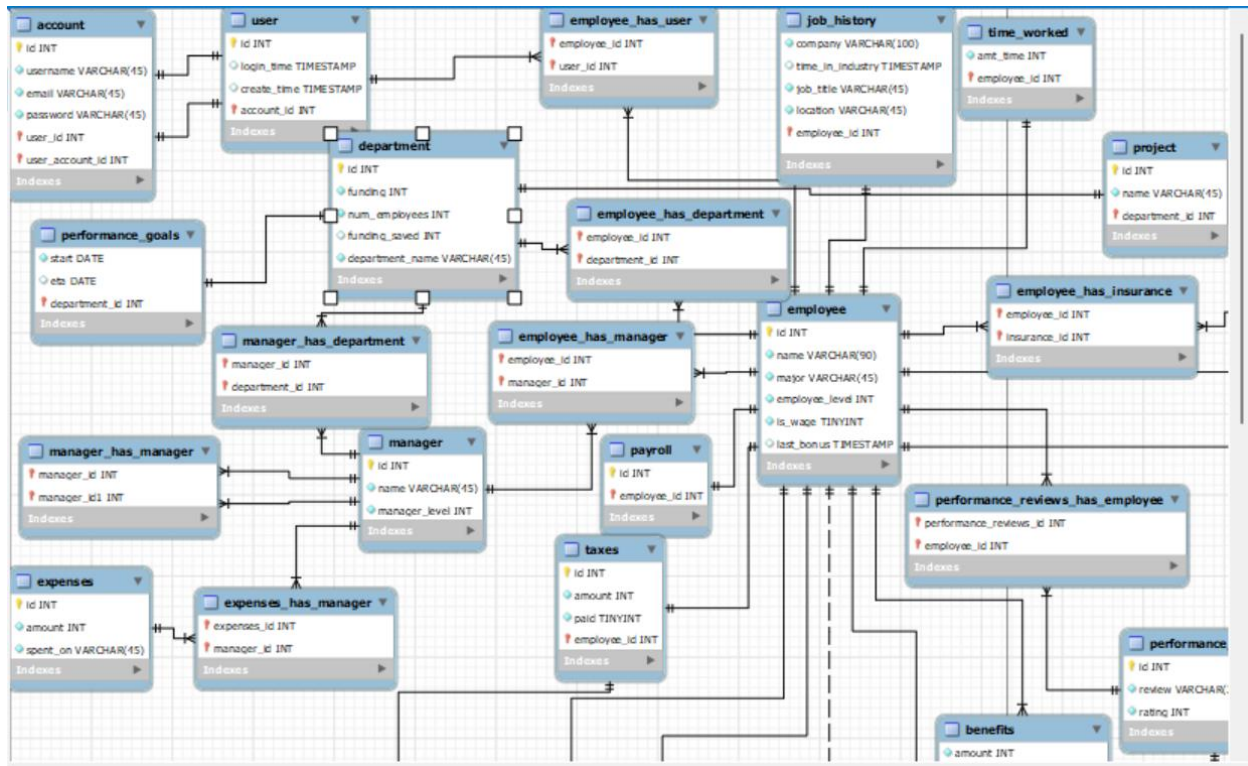 account
id INT
username VARCHAR(45)
email VARCHAR(45)
password VARCHAR(45)
user_id INT
user_account_id INT
Indexes
user
id INT
login_time TIMESTAMP
create_time TIMESTAMP
account_id INT
Indexes
employee_has_user
employee_id INT
user_id INT
Indexes
job_history
company VARCHAR(100)
time_in_industry TIMESTAMP
job_title VARCHAR(45)
location VARCHAR(45)
employee_id INT
Indexes
time_worked
amt_time INT
employee_id INT
Indexes
department
id INT
funding INT
num_employees INT
funding_saved INT
department_name VARCHAR(45)
Indexes
project
id INT
name VARCHAR(45)
department_id INT
Indexes
performance_goals
start DATE
eta DATE
department_id INT
Indexes
employee_has_department
employee_id INT
department_id INT
Indexes
employee
id INT
name VARCHAR(90)
major VARCHAR(45)
employee_level INT
is_wage TINYINT
last_bonus TIMESTAMP
Indexes
employee_has_insurance
employee_id INT
insurance_id INT
Indexes
manager_has_department
manager_id INT
department_id INT
Indexes
employee_has_manager
employee_id INT
manager_id INT
Indexes
manager_has_manager
manager_id INT
manager_id1 INT
Indexes
manager
id INT
name VARCHAR(45)
manager_level INT
Indexes
payroll
id INT
employee_id INT
Indexes
performance_reviews_has_employee
performance_reviews_id INT
employee_id INT
Indexes
taxes
id INT
amount INT
paid TINYINT
employee_id INT
Indexes
expenses
id INT
amount INT
spent_on VARCHAR(45)
Indexes
expenses_has_manager
expenses_id INT
manager_id INT
Indexes
performance_
id INT
review VARCHAR(
rating INT
Indexes
benefits
amount INT